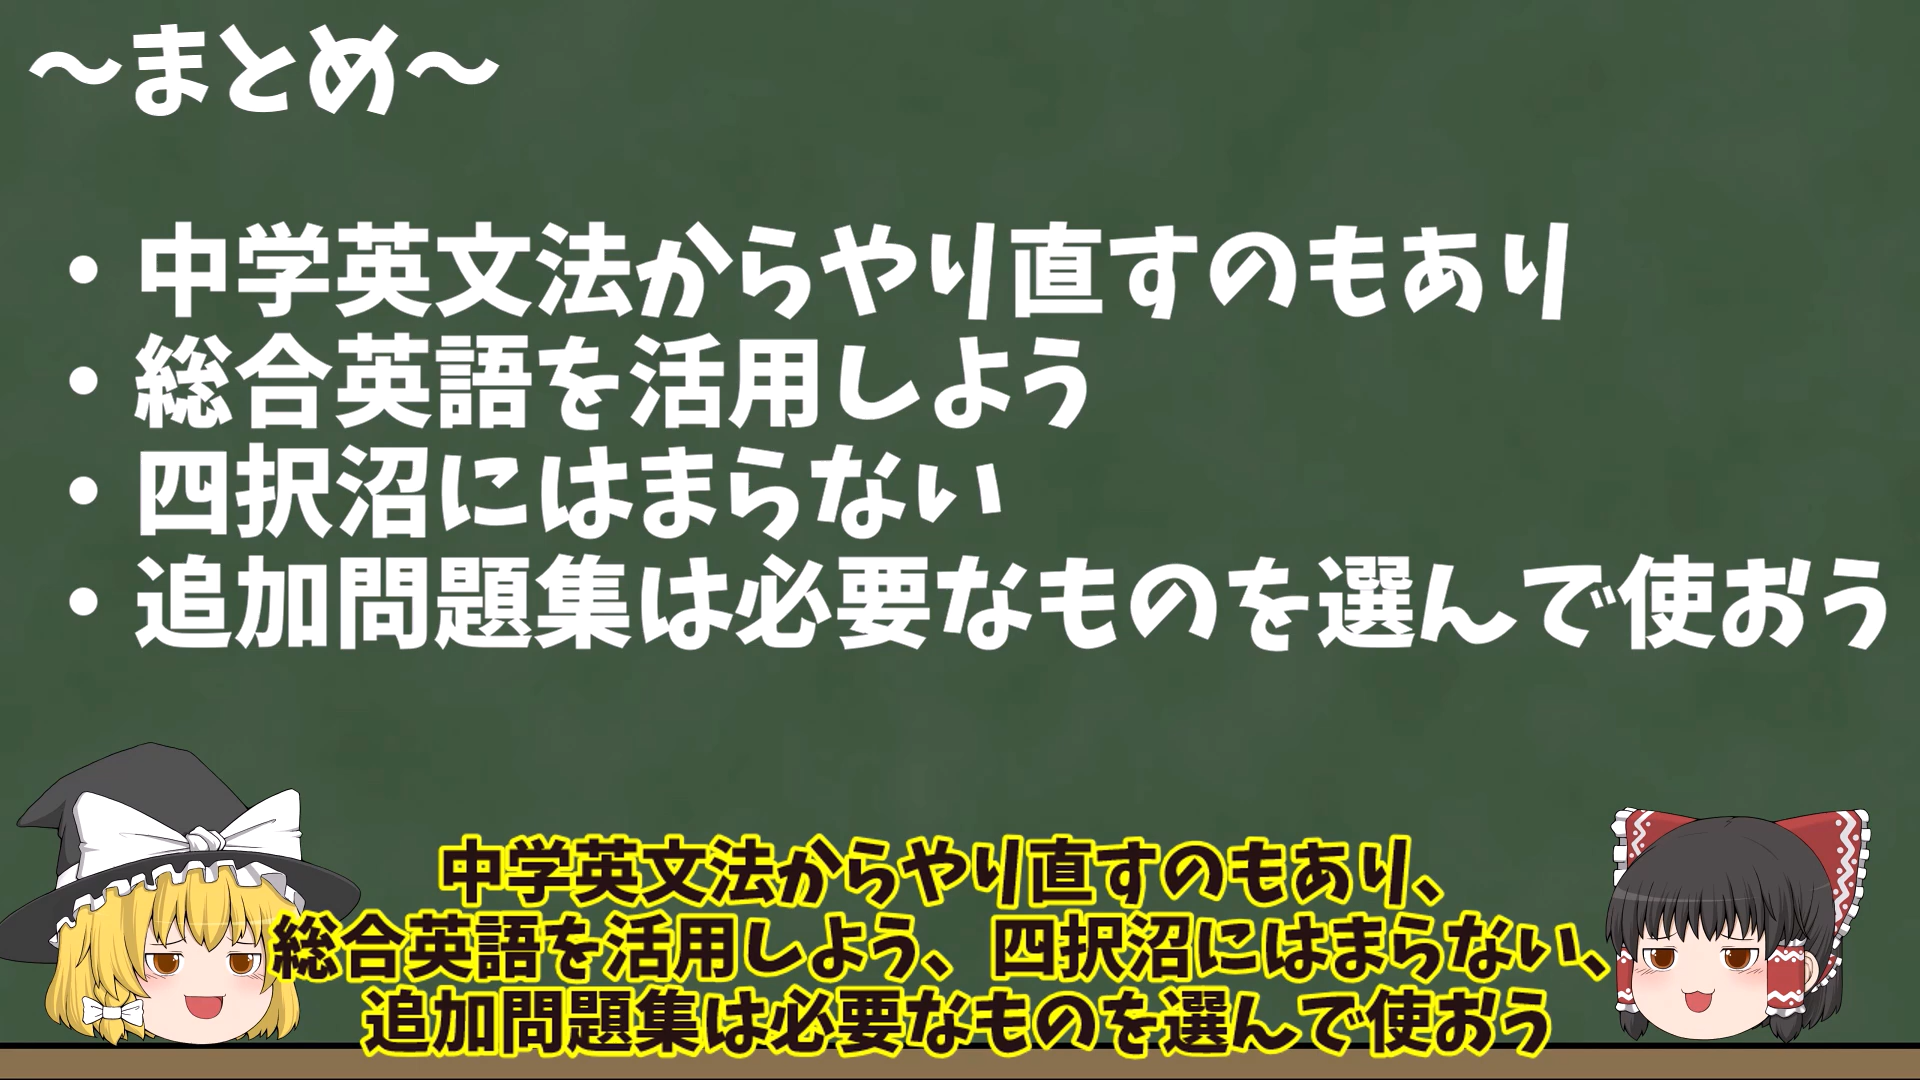 ～まとめ～
・中学英文法からやり直すのもあり
・総合英語を活用しよう
・四択沼にはまらない
・追加問題集は必要なものを選んで使おう
中学英文法からやり直すのもあり、
総合英語を活用しよう、四択沼にはまらない、
追加問題集は必要なものを選んで使おう